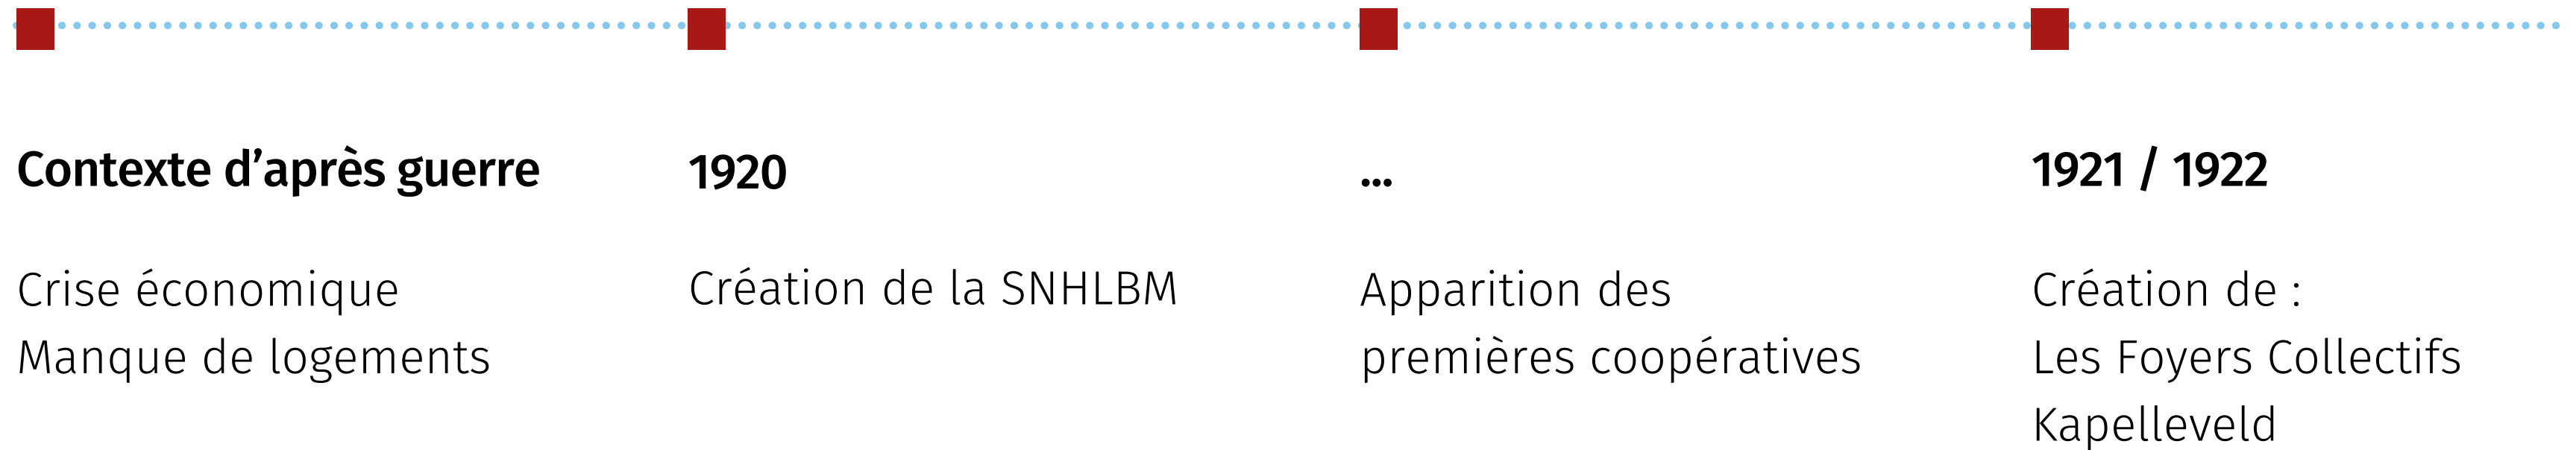 Contexte d’après guerre
Crise économique
Manque de logements
1920
Création de la SNHLBM
...
Apparition des
premières coopératives
1921 / 1922
Création de :
Les Foyers Collectifs
Kapelleveld